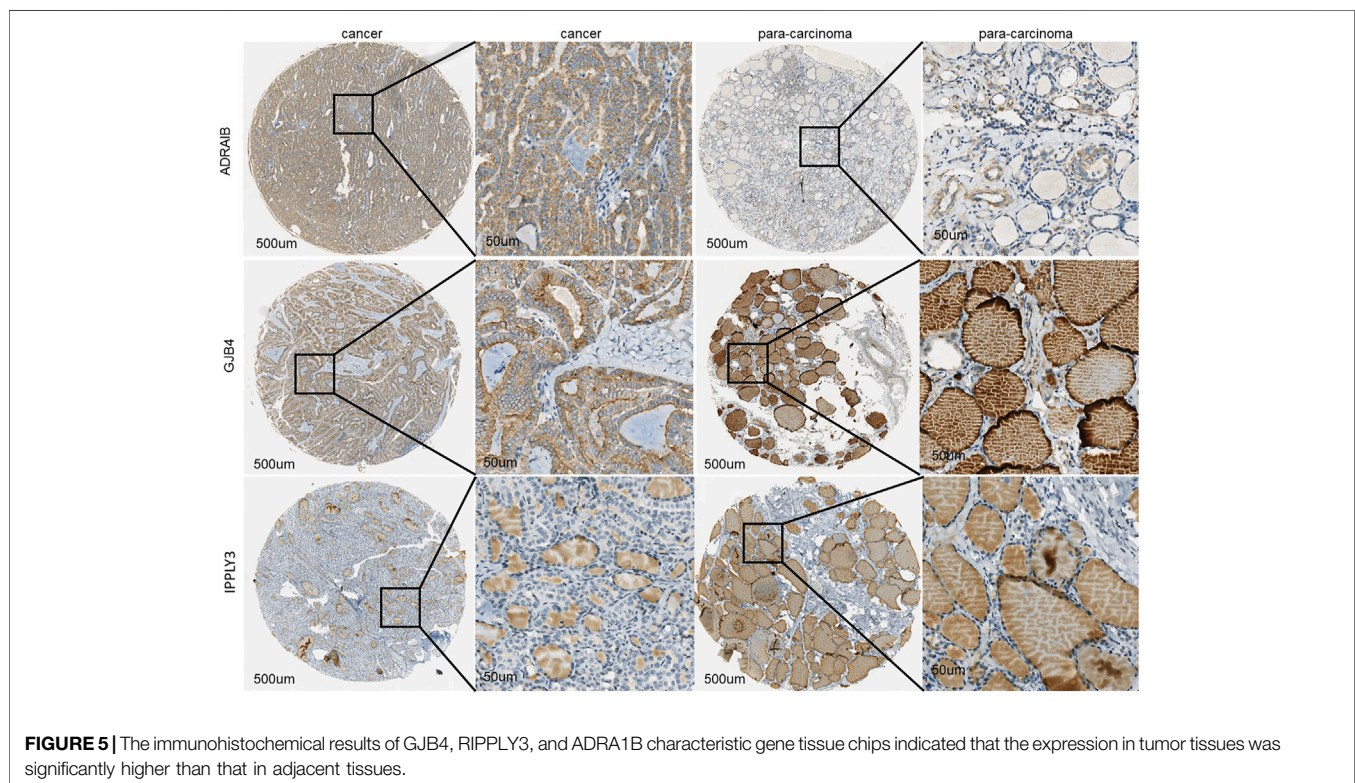 cancer cancer para-carcinoma para-carcinoma
ADRAIB
500um 50um 500um 50um
GJB4
500um 50um 500um 50um
IPPLY3
500um 50um 500um 50um
FIGURE 5 | The immunohistochemical results of GJB4, RIPPLY3, and ADRA1B characteristic gene tissue chips indicated that the expression in tumor tissues was
significantly higher than that in adjacent tissues.